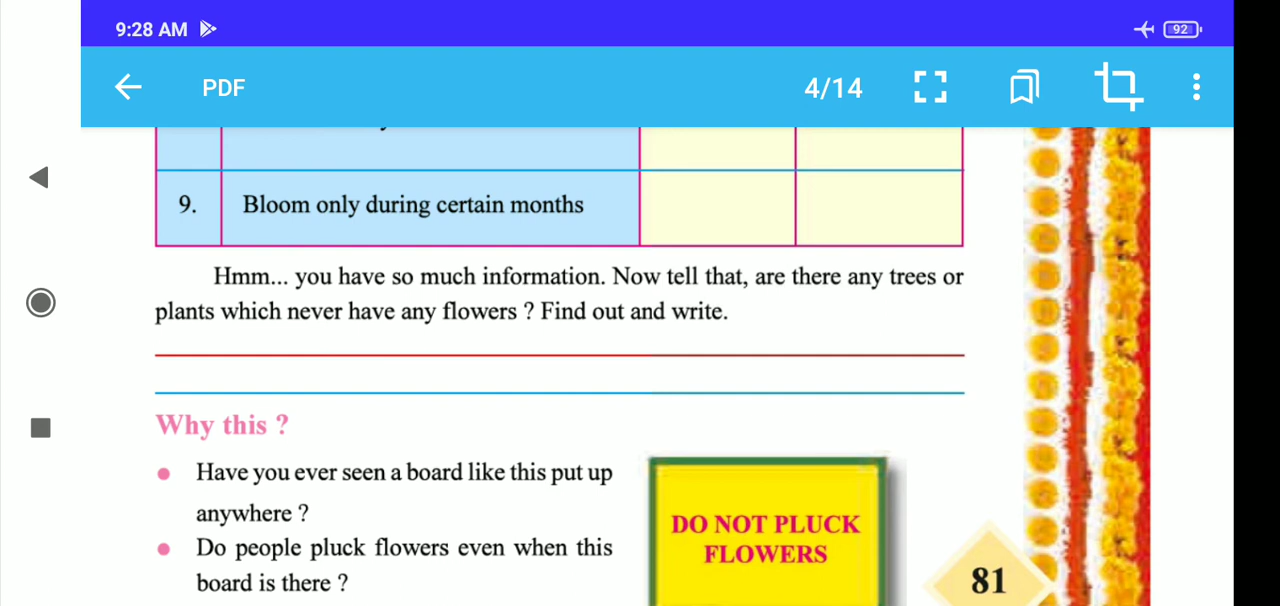 9:28 AM
92
PDF
4/14
9.
Bloom only during certain months
Hmm... you have so much information. Now tell that, are there any trees or
plants which never have any flowers ? Find out and write.
Why this ?
Have you ever seen a board like this put up
anywhere ?
Do people pluck flowers even when this
board is there ?
DO NOT PLUCK
FLOWERS
81